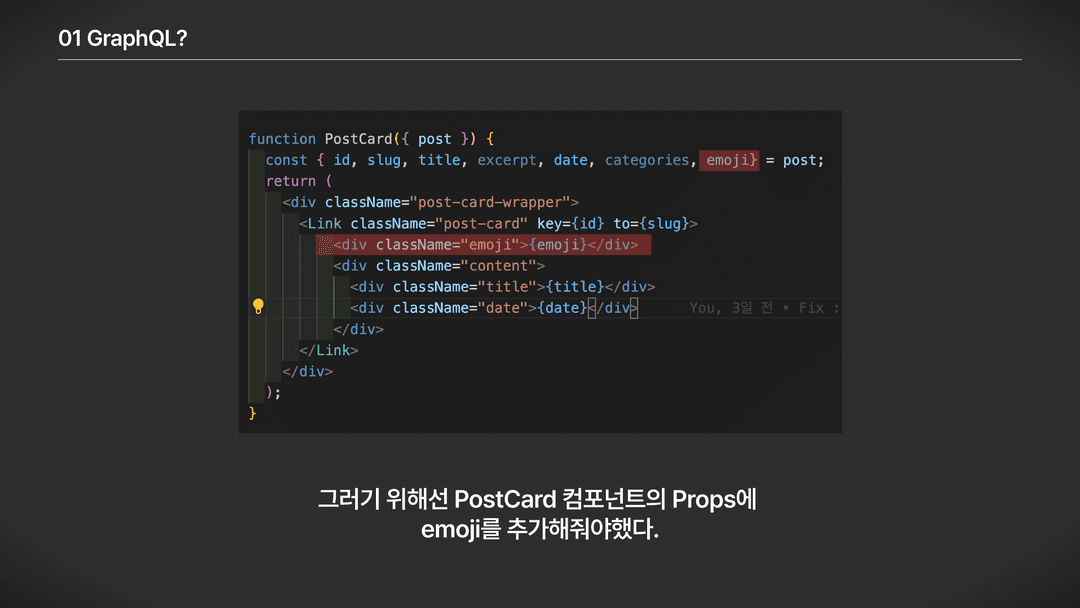 01 GraphQL?
function PostCard({ post }) {
const { id, slug, title, excerpt, date, categories, emoji} = post;
return (
<div className="post-card-wrapper">
<Link className="post-card" key={id} to={slug}>
<div className="emoji">{emoji}</div>
<div className="content">
<div className="title">{title}</div>
<div className="date">{date}</div> You, 3일 전 • Fix :
</div>
</Link>
</div>
);
}
그러기 위해선 PostCard 컴포넌트의 Props에
emoji를 추가해줘야했다.